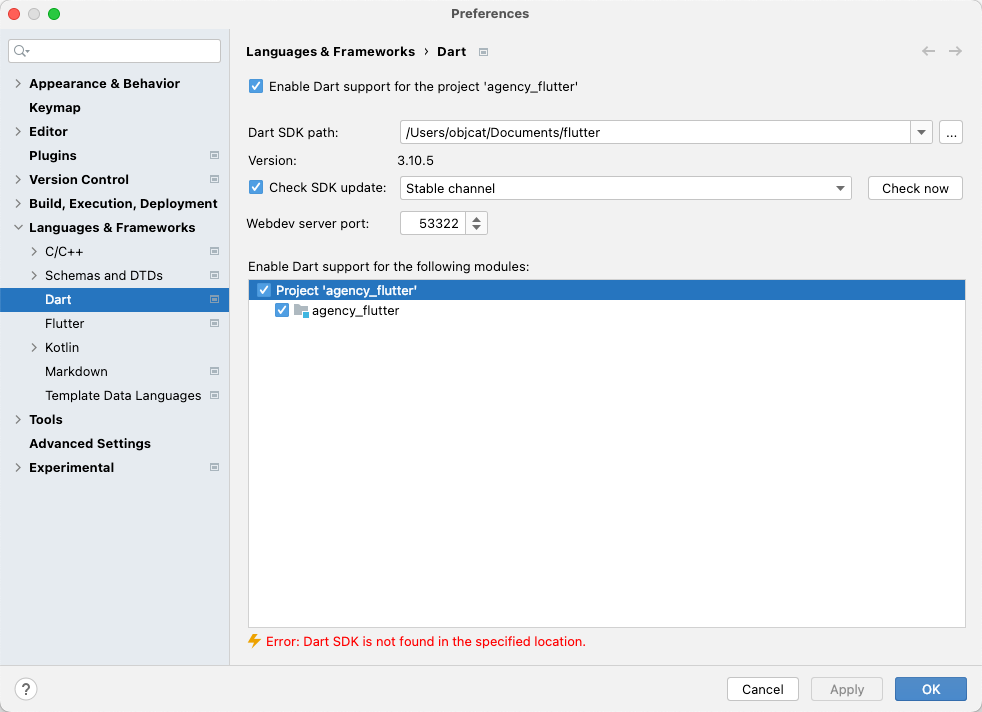 Preferences
Languages & Frameworks › Dart
Appearance & Behavior
Keymap
Editor
Plugins
Version Control
Build, Execution, Deployment
Languages & Frameworks
C/C++
Schemas and DTDs
Dart
Flutter
Kotlin
Markdown
Template Data Languages
Tools
Advanced Settings
Experimental
Enable Dart support for the project 'agency_flutter'
Dart SDK path: /Users/objcat/Documents/flutter ...
Version: 3.10.5
Check SDK update: Stable channel Check now
Webdev server port: 53322
Enable Dart support for the following modules:
Project 'agency_flutter'
agency_flutter
Error: Dart SDK is not found in the specified location.
? Cancel Apply OK